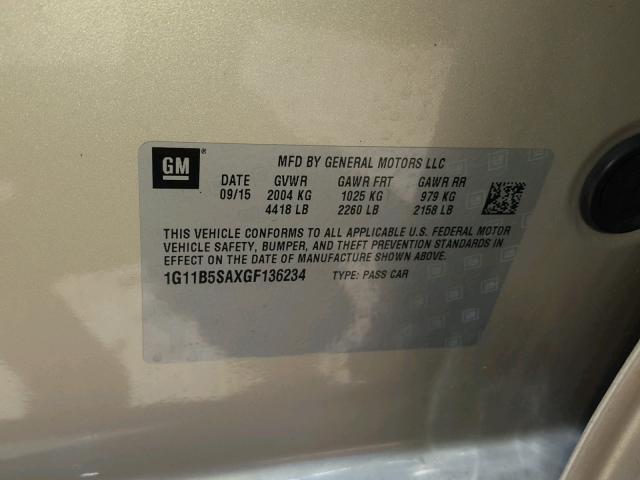 GM®
MFD BY GENERAL MOTORS LLC
DATE GVWR GAWR FRT GAWR RR
09/15 2004 KG 1025 KG 979 KG
4418 LB 2260 LB 2158 LB
THIS VEHICLE CONFORMS TO ALL APPLICABLE U.S. FEDERAL MOTOR
VEHICLE SAFETY, BUMPER, AND THEFT PREVENTION STANDARDS IN
EFFECT ON THE DATE OF MANUFACTURE SHOWN ABOVE.
1G11B5SAXGF136234 TYPE: PASS CAR